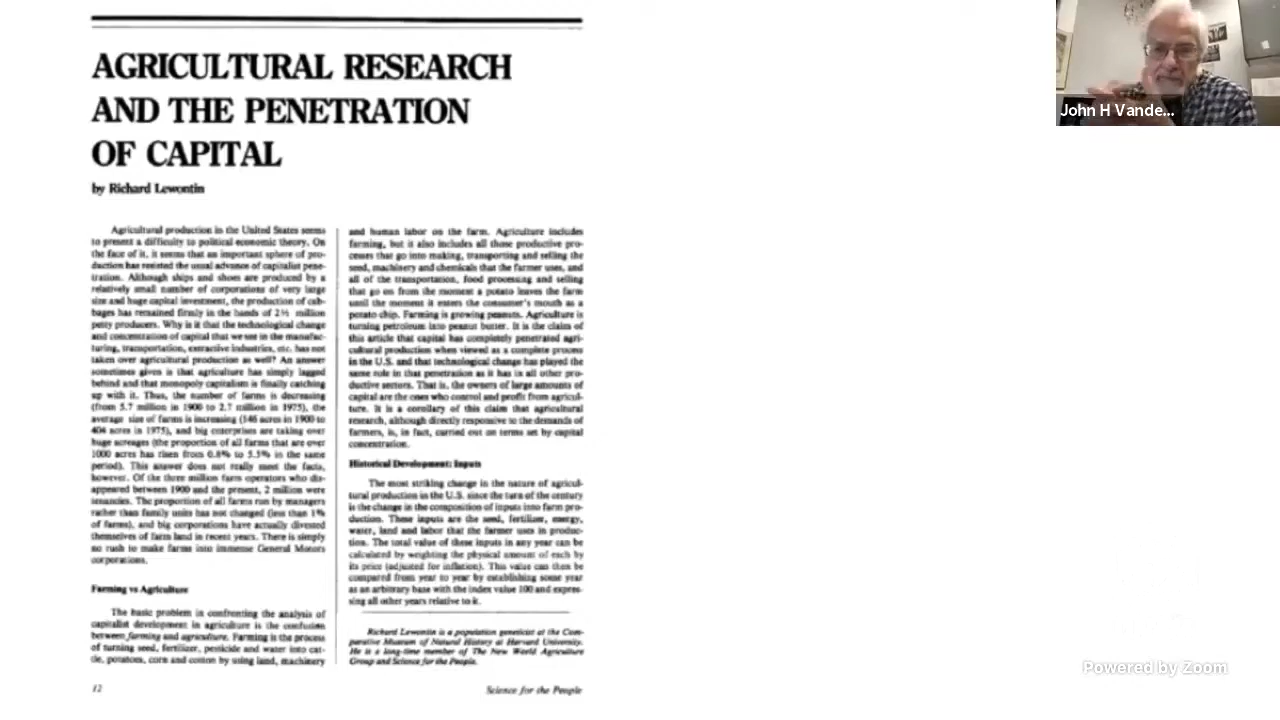 AGRICULTURAL RESEARCH
AND THE PENETRATION
OF CAPITAL
by Richard Lewontin
Agricultural production in the United States seems
to present a difficulty to political economic theory. On
the face of it, it seems that an important sphere of pro-
duction has resisted the usual advance of capitalist pene-
tration. Although ships and shoes are produced by a
relatively small number of corporations of very large
size and huge capital investment, the production of cab-
bages has remained firmly in the hands of 2½ million
petty producers. Why is it that the technological change
and concentration of capital that we see in the manufac-
turing, transportation, extractive industries, etc. has not
taken over agricultural production as well? An answer
sometimes given is that agriculture has simply lagged
behind and that monopoly capitalism is finally catching
up with it. Thus, the number of farms is decreasing
(from 5.7 million in 1900 to 2.7 million in 1975), the
average size of farms is increasing (146 acres in 1900 to
404 acres in 1975), and big enterprises are taking over
huge acreages (the proportion of all farms that are over
1000 acres has risen from 0.8% to 5.5% in the same
period). This answer does not really meet the facts,
however. Of the three million farm operators who dis-
appeared between 1900 and the present, 2 million were
tenancies. The proportion of all farms run by managers
rather than family units has not changed (less than 1%
of farms), and big corporations have actually divested
themselves of farm land in recent years. There is simply
no rush to make farms into immense General Motors
corporations.
Farming vs Agriculture
The basic problem in confronting the analysis of
capitalist development in agriculture is the confusion
between farming and agriculture. Farming is the process
of turning seed, fertilizer, pesticide and water into cat-
tle, potatoes, corn and cotton by using land, machinery
and human labor on the farm. Agriculture includes
farming, but it also includes all those productive pro-
cesses that go into making, transporting and selling the
seed, machinery and chemicals that the farmer uses, and
all of the transportation, food processing and selling
that go on from the moment a potato leaves the farm
until the moment it enters the consumer's mouth as a
potato chip. Farming is growing peanuts. Agriculture is
turning petroleum into peanut butter. It is the claim of
this article that capital has completely penetrated agri-
cultural production when viewed as a complete process
in the U.S. and that technological change has played the
same role in that penetration as it has in all other pro-
ductive sectors. That is, the owners of large amounts of
capital are the ones who control and profit from agricul-
ture. It is a corollary of this claim that agricultural
research, although directly responsive to the demands of
farmers, is, in fact, carried out on terms set by capital
concentration.
Historical Development: Inputs
The most striking change in the nature of agricul-
tural production in the U.S. since the turn of the century
is the change in the composition of inputs into farm pro-
duction. These inputs are the seed, fertilizer, energy,
water, land and labor that the farmer uses in produc-
tion. The total value of these inputs in any year can be
calculated by weighting the physical amount of each by
its price (adjusted for inflation). This value can then be
compared from year to year by establishing some year
as an arbitrary base with the index value 100 and expres-
sing all other years relative to it.
Richard Lewontin is a population geneticist at the Com-
parative Museum of Natural History at Harvard University.
He is a long-time member of The New World Agriculture
Group and Science for the People.
12
Science for the People
John H Vande...
Powered by Zoom